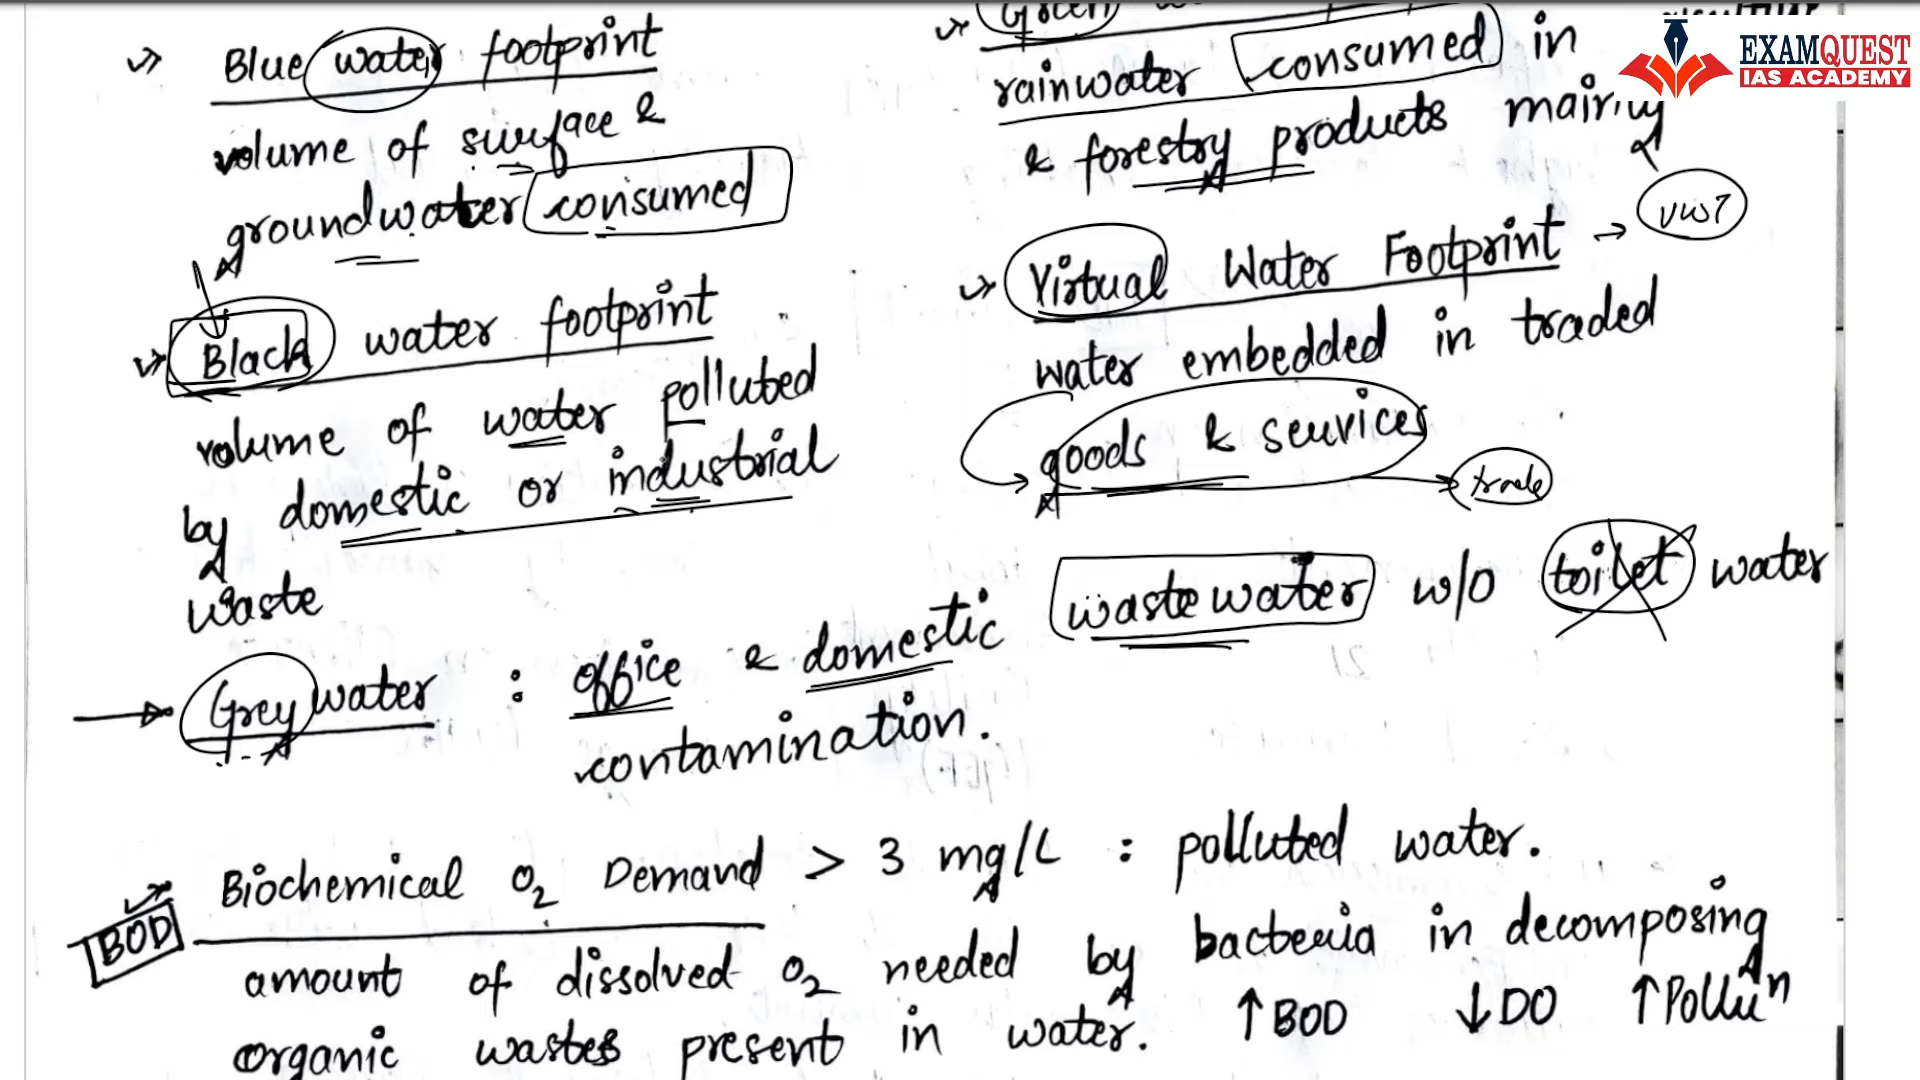 Blue water footprint
volume of surface &
groundwater consumed
Black water footprint
volume of water polluted
by domestic or industrial
waste
Green
rainwater consumed in
& forestry products mainly
Virtual Water Footprint → VW?
water embedded in traded
goods & services → trade
Grey water : office & domestic wastewater w/o toilet water
contamination.
BOD
Biochemical O2 Demand > 3 mg/L : polluted water.
amount of dissolved O2 needed by bacteria in decomposing
organic wastes present in water. ↑ BOD ↓ DO ↑ Pollun
EXAMQUEST
IAS ACADEMY